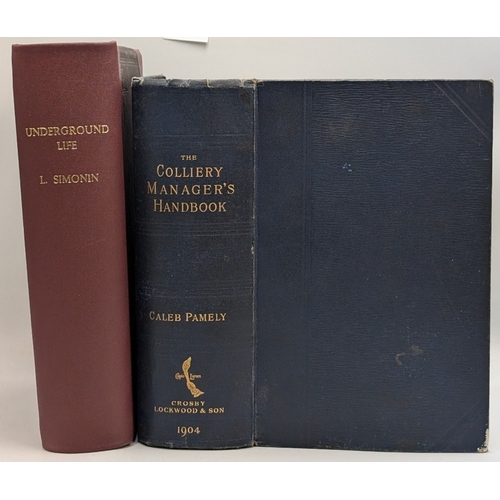 UNDERGROUND
LIFE
L. SIMONIN
THE
COLLIERY
MANAGER'S
HANDBOOK
CALEB PAMELY
CROSBY
LOCKWOOD & SON
1904